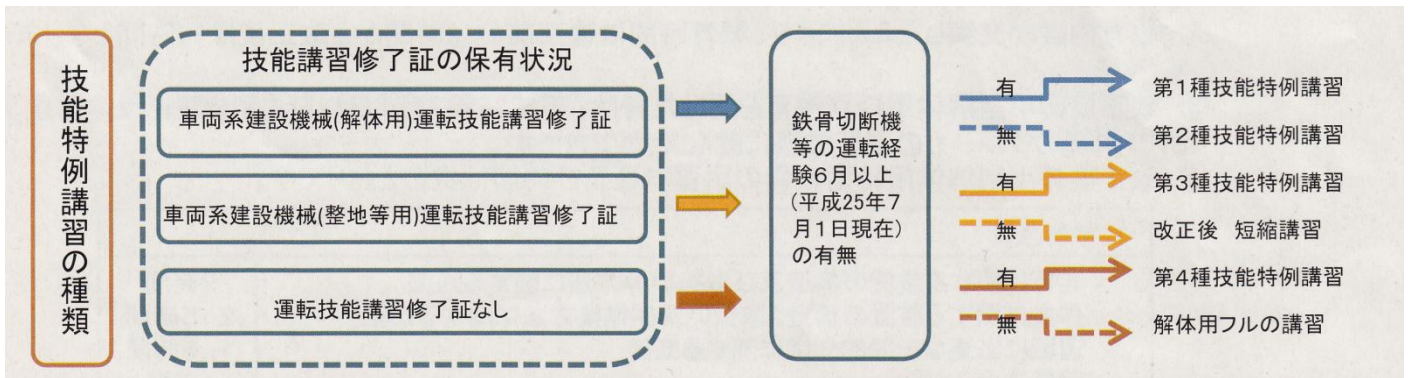 技能特例講習の種類
技能講習修了証の保有状況
車両系建設機械(解体用)運転技能講習修了証
車両系建設機械(整地等用)運転技能講習修了証
運転技能講習修了証なし
鉄骨切断機
等の運転経
験6月以上
(平成25年7
月1日現在)
の有無
有
第1種技能特例講習
無
第2種技能特例講習
有
第3種技能特例講習
無
改正後 短縮講習
有
第4種技能特例講習
無
解体用フルの講習